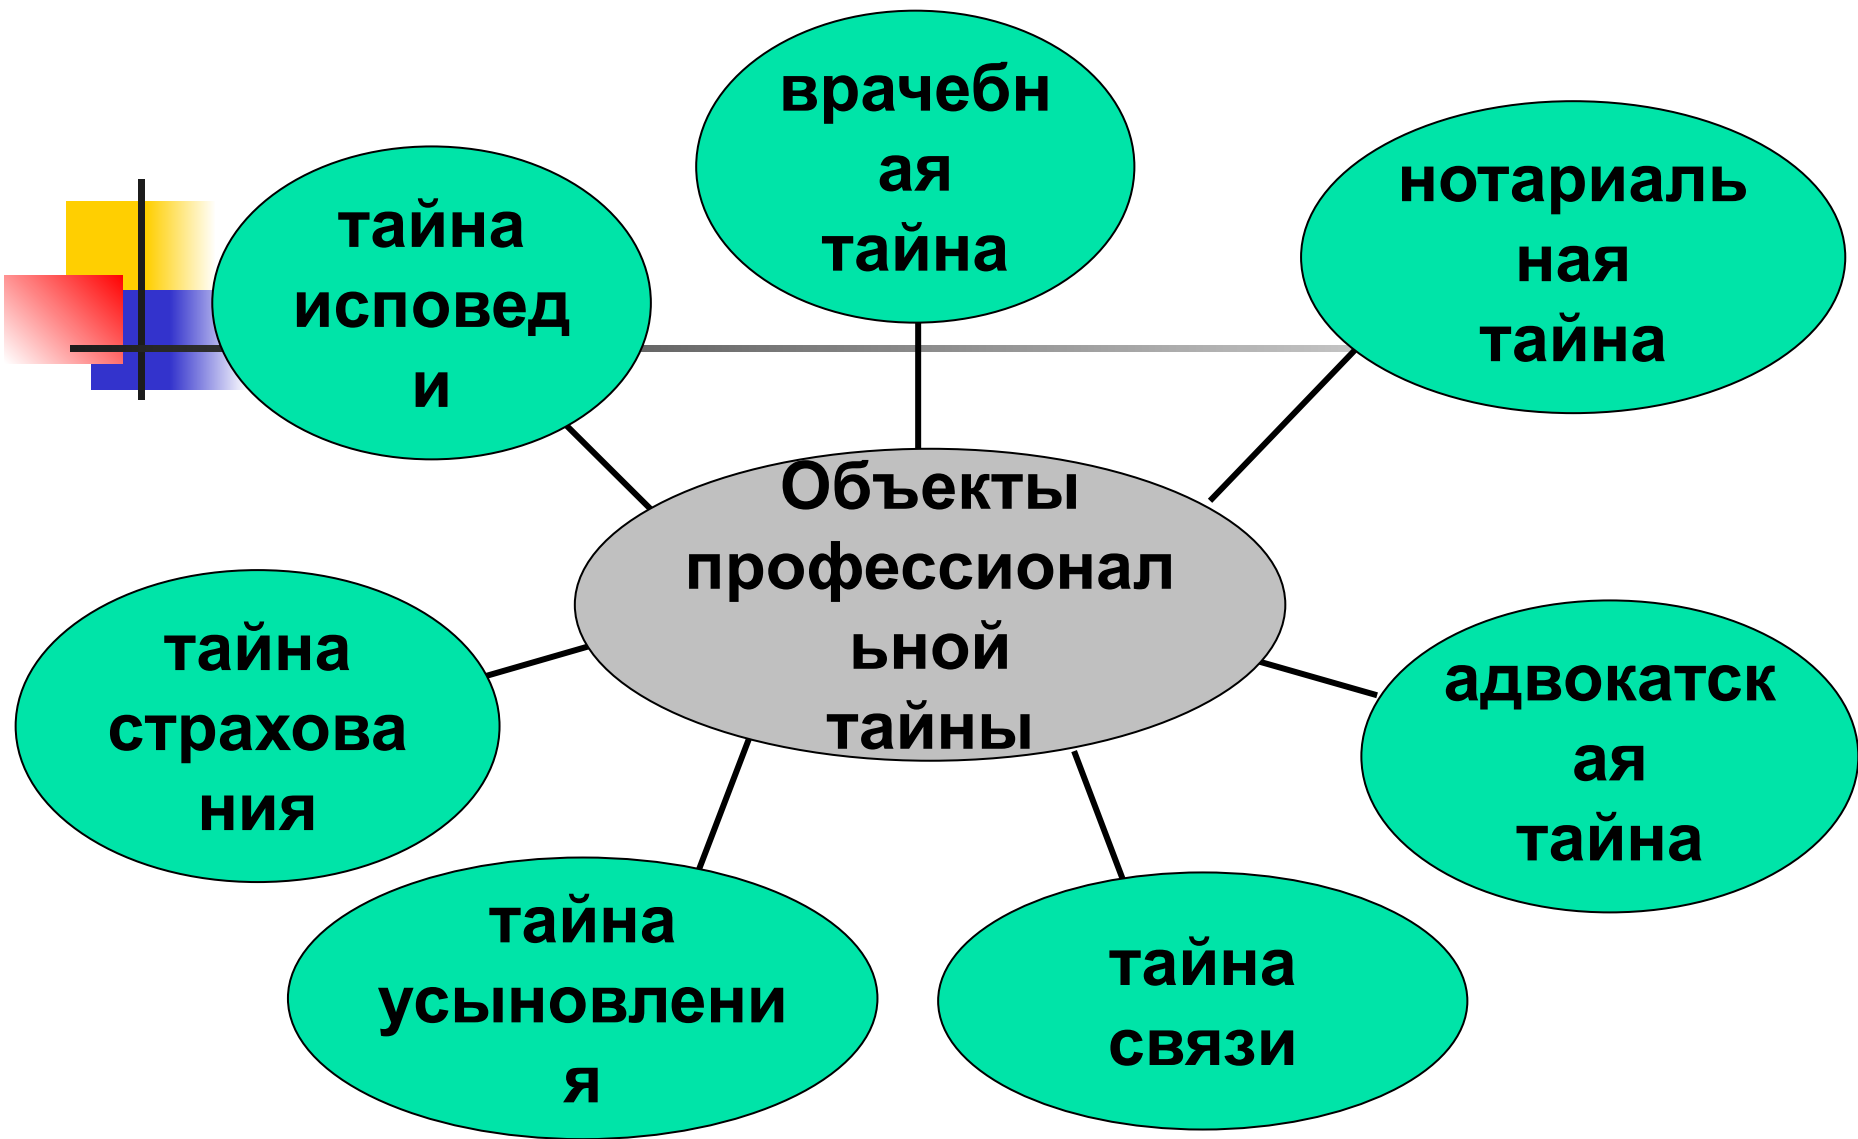 врачебн
ая
тайна
нотариаль
ная
тайна
тайна
исповед
и
Объекты
профессионал
ьной
тайны
тайна
страхова
ния
адвокатск
ая
тайна
тайна
усыновлени
я
тайна
связи